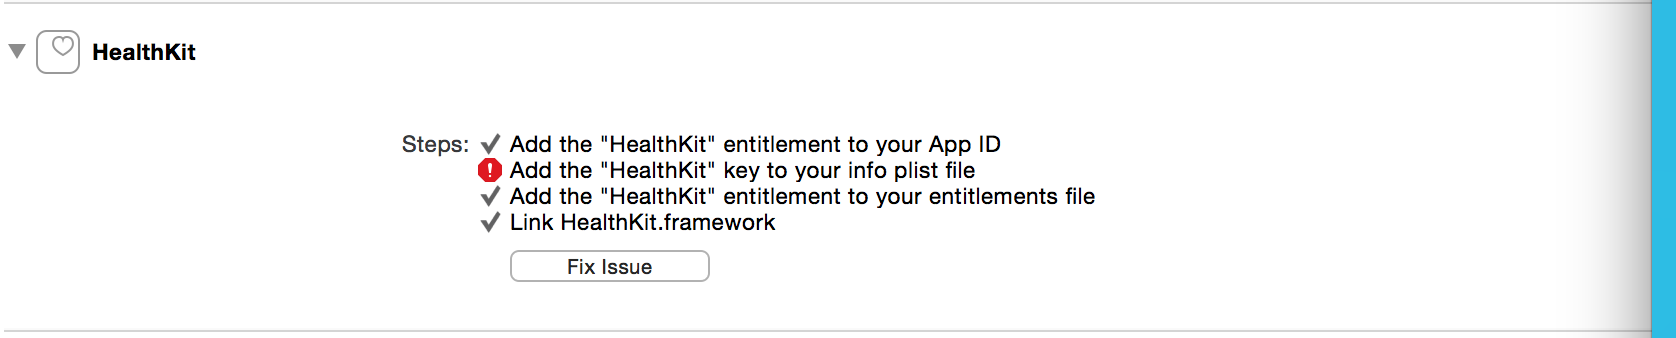 HealthKit
Steps: Add the "HealthKit" entitlement to your App ID
Add the "HealthKit" key to your info plist file
Add the "HealthKit" entitlement to your entitlements file
Link HealthKit.framework
Fix Issue